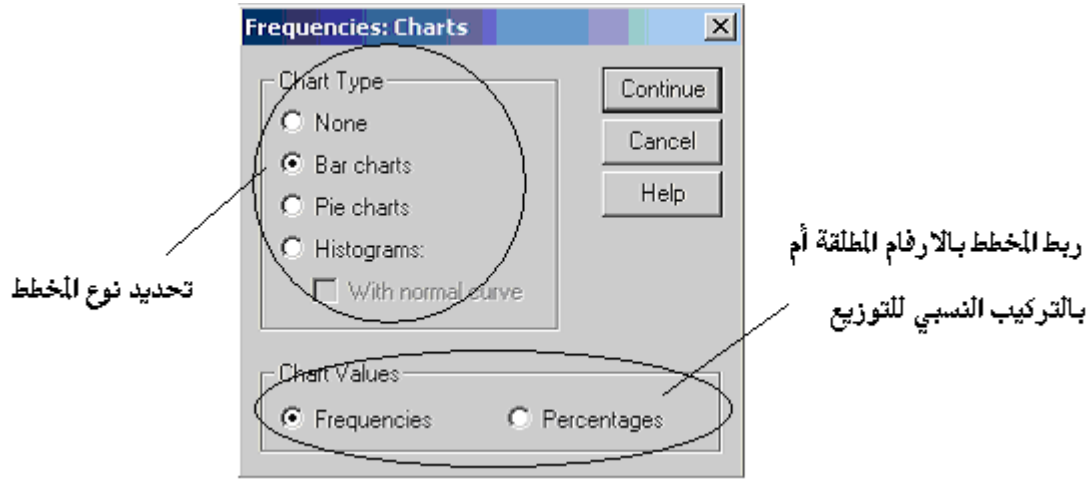 Frequencies: Charts
Chart Type
None
Bar charts
Pie charts
Histograms:
With normal curve
Continue
Cancel
Help
Chart Values
Frequencies
Percentages
تحديد نوع المخطط
ربط المخطط بالارقام المطلقة أم
بالتركيب النسبي للتوزيع